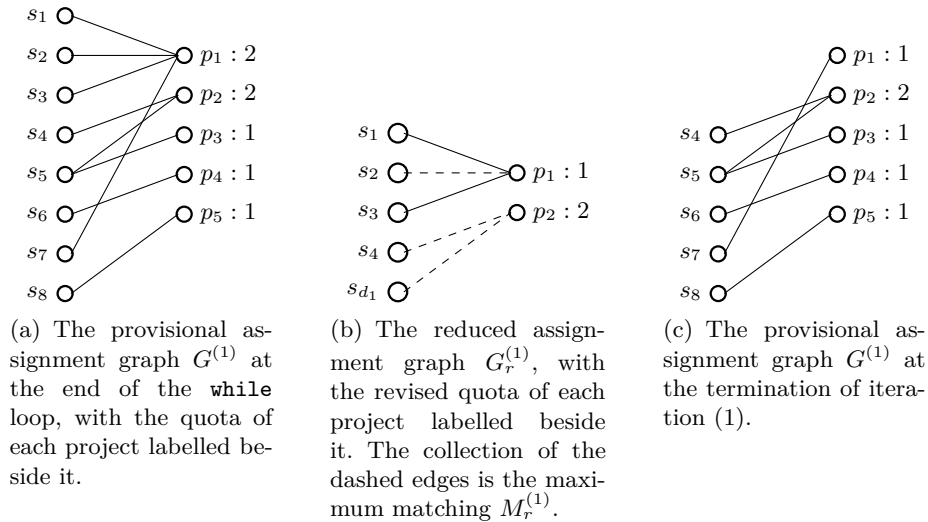 s₁
s₂
s₃
s₄
s₅
s₆
s₇
s₈
p₁ : 2
p₂ : 2
p₃ : 1
p₄ : 1
p₅ : 1
(a) The provisional as-
signment graph G⁽¹⁾ at
the end of the while
loop, with the quota of
each project labelled be-
side it.
s₁
s₂
s₃
s₄
s_{d₁}
p₁ : 1
p₂ : 2
(b) The reduced assign-
ment graph G_r⁽¹⁾, with
the revised quota of each
project labelled beside
it. The collection of the
dashed edges is the maxi-
mum matching M_r⁽¹⁾.
s₄
s₅
s₆
s₇
s₈
p₁ : 1
p₂ : 2
p₃ : 1
p₄ : 1
p₅ : 1
(c) The provisional as-
signment graph G⁽¹⁾ at
the termination of itera-
tion (1).